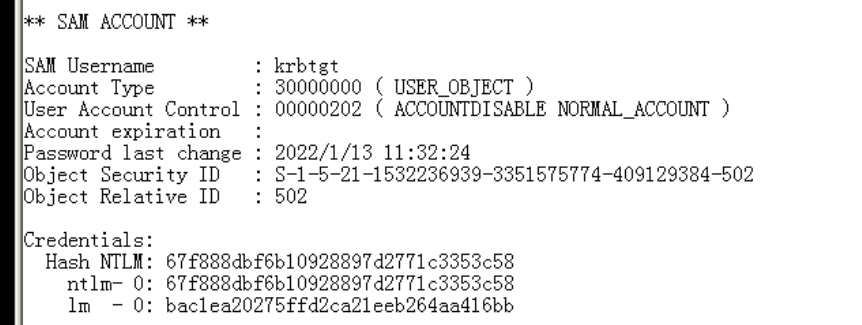 ** SAM ACCOUNT **
SAM Username : krbtgt
Account Type : 30000000 ( USER_OBJECT )
User Account Control : 00000202 ( ACCOUNTDISABLE NORMAL_ACCOUNT )
Account expiration :
Password last change : 2022/1/13 11:32:24
Object Security ID : S-1-5-21-1532236939-3351575774-409129384-502
Object Relative ID : 502
Credentials:
Hash NTLM: 67f888dbf6b10928897d2771c3353c58
ntlm- 0: 67f888dbf6b10928897d2771c3353c58
lm - 0: bac1ea20275ffd2ca21eeb264aa416bb